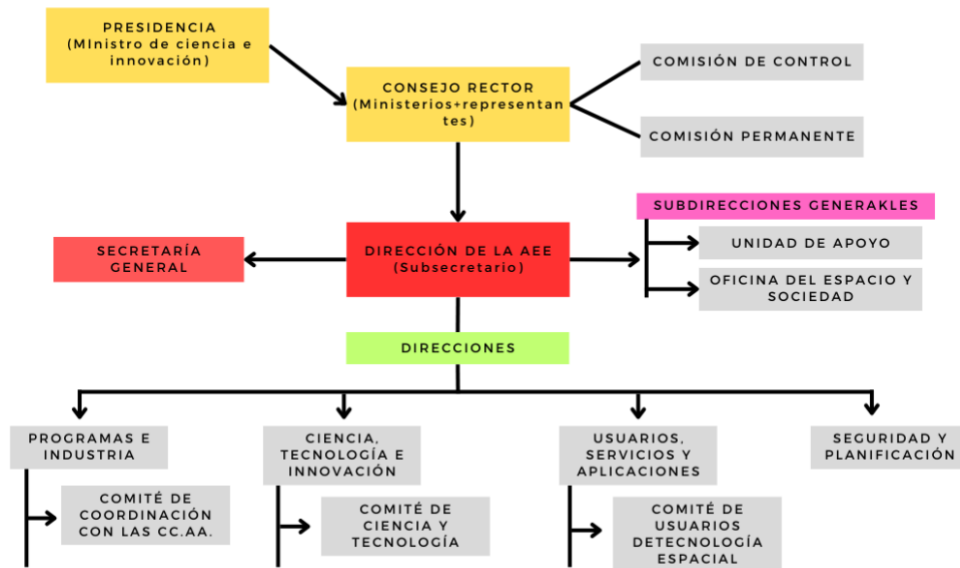 PRESIDENCIA
(MInistro de ciencia e
innovación)
CONSEJO RECTOR
(Ministerios+representan
tes)
COMISIÓN DE CONTROL
COMISIÓN PERMANENTE
SUBDIRECCIONES GENERAKLES
UNIDAD DE APOYO
OFICINA DEL ESPACIO Y
SOCIEDAD
SECRETARÍA
GENERAL
DIRECCIÓN DE LA AEE
(Subsecretario)
DIRECCIONES
PROGRAMAS E
INDUSTRIA
COMITÉ DE
COORDINACIÓN
CON LAS CC.AA.
CIENCIA,
TECNOLOGÍA E
INNOVACIÓN
COMITÉ DE
CIENCIA Y
TECNOLOGÍA
USUARIOS,
SERVICIOS Y
APLICACIONES
COMITÉ DE
USUARIOS
DETECNOLOGÍA
ESPACIAL
SEGURIDAD Y
PLANIFICACIÓN